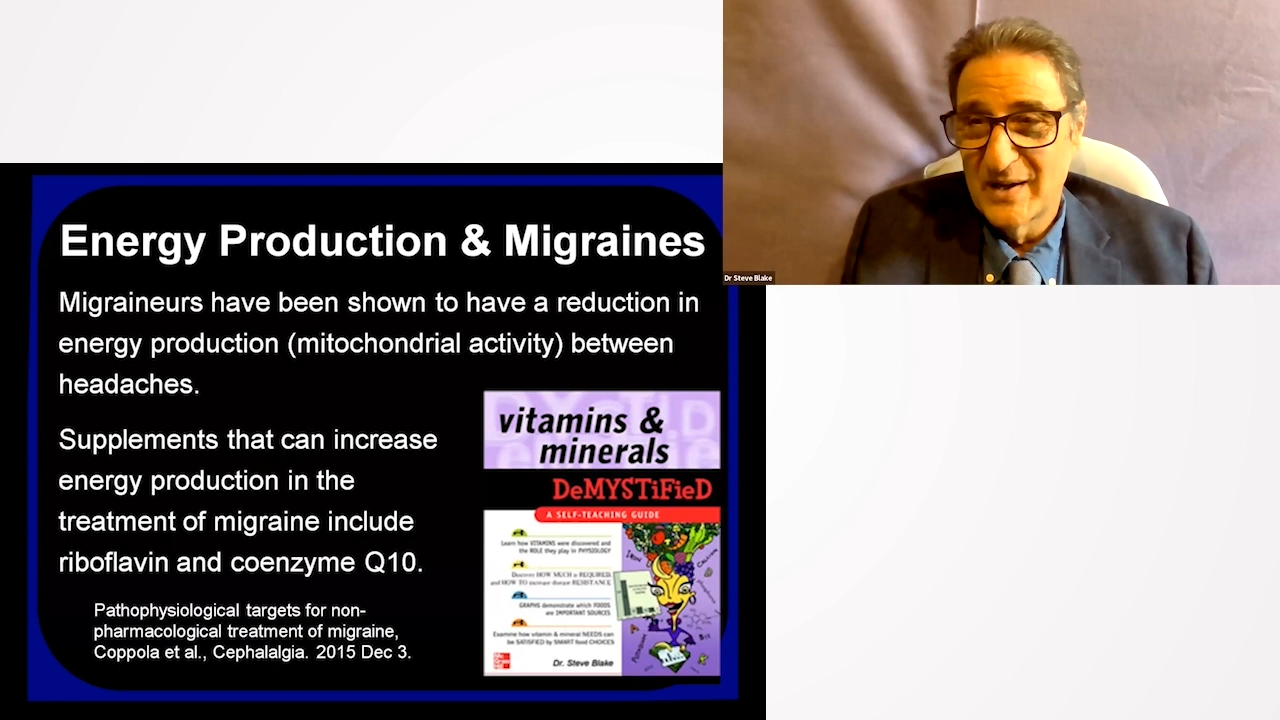 Dr Steve Blake
Energy Production & Migraines
Migraineurs have been shown to have a reduction in
energy production (mitochondrial activity) between
headaches.
Supplements that can increase
energy production in the
treatment of migraine include
riboflavin and coenzyme Q10.
Pathophysiological targets for non-
pharmacological treatment of migraine,
Coppola et al., Cephalalgia. 2015 Dec 3.
vitamins &
minerals
DeMYSTiFieD
A SELF-TEACHING GUIDE
Learn how VITAMINS were discovered and
the ROLE they play in PHYSIOLOGY
Discover HOW MUCH is REQUIRED
and HOW TO increase disease RESISTANCE
GRAPHS demonstrate which FOODS
are IMPORTANT SOURCES
Examine how vitamin & mineral NEEDS can
be SATISFIED by SMART food CHOICES
Dr. Steve Blake